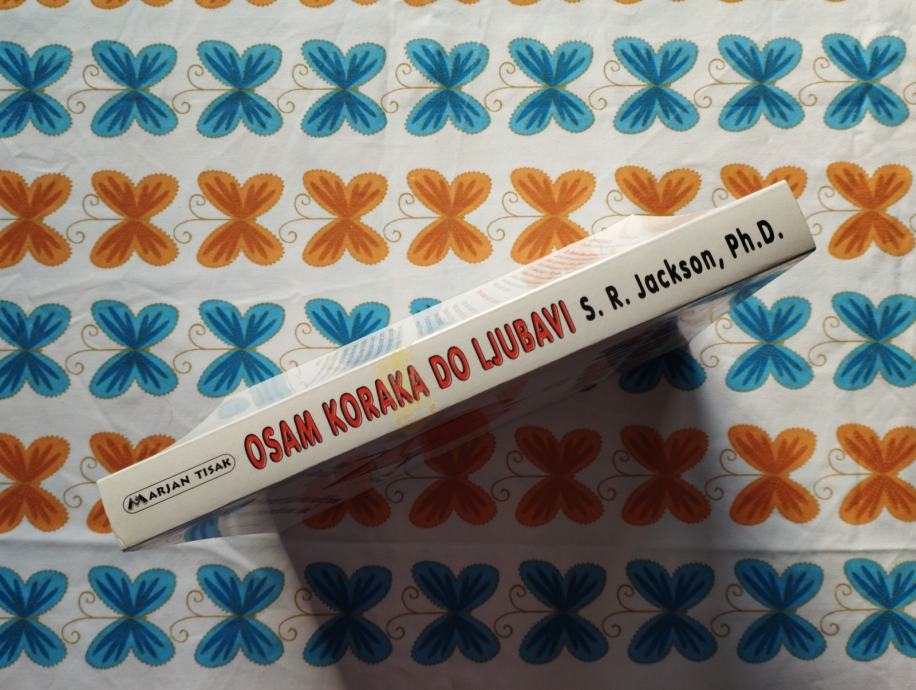 MARJAN TISAK OSAM KORAKA DO LJUBAVI S. R. Jackson, Ph.D.